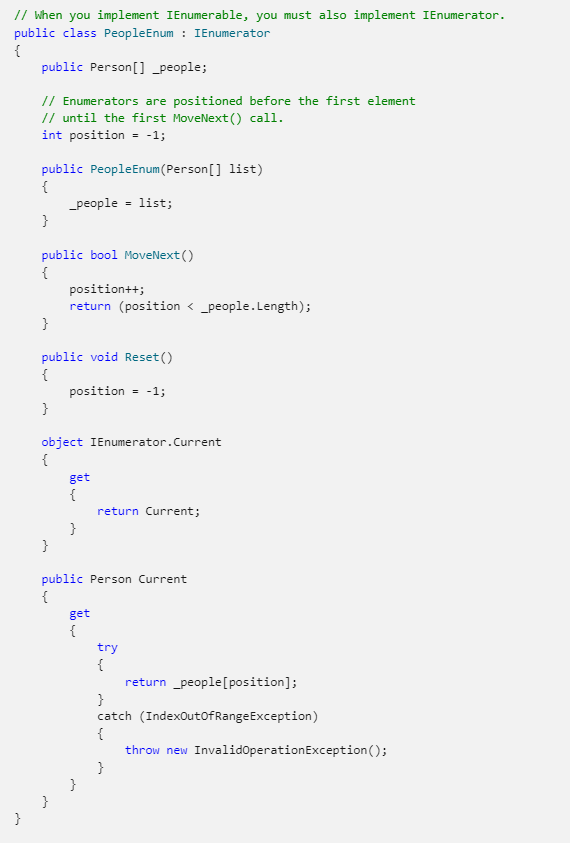 // When you implement IEnumerable, you must also implement IEnumerator.
public class PeopleEnum : IEnumerator
{
    public Person[] _people;

    // Enumerators are positioned before the first element
    // until the first MoveNext() call.
    int position = -1;

    public PeopleEnum(Person[] list)
    {
        _people = list;
    }

    public bool MoveNext()
    {
        position++;
        return (position < _people.Length);
    }

    public void Reset()
    {
        position = -1;
    }

    object IEnumerator.Current
    {
        get
        {
            return Current;
        }
    }

    public Person Current
    {
        get
        {
            try
            {
                return _people[position];
            }
            catch (IndexOutOfRangeException)
            {
                throw new InvalidOperationException();
            }
        }
    }
}